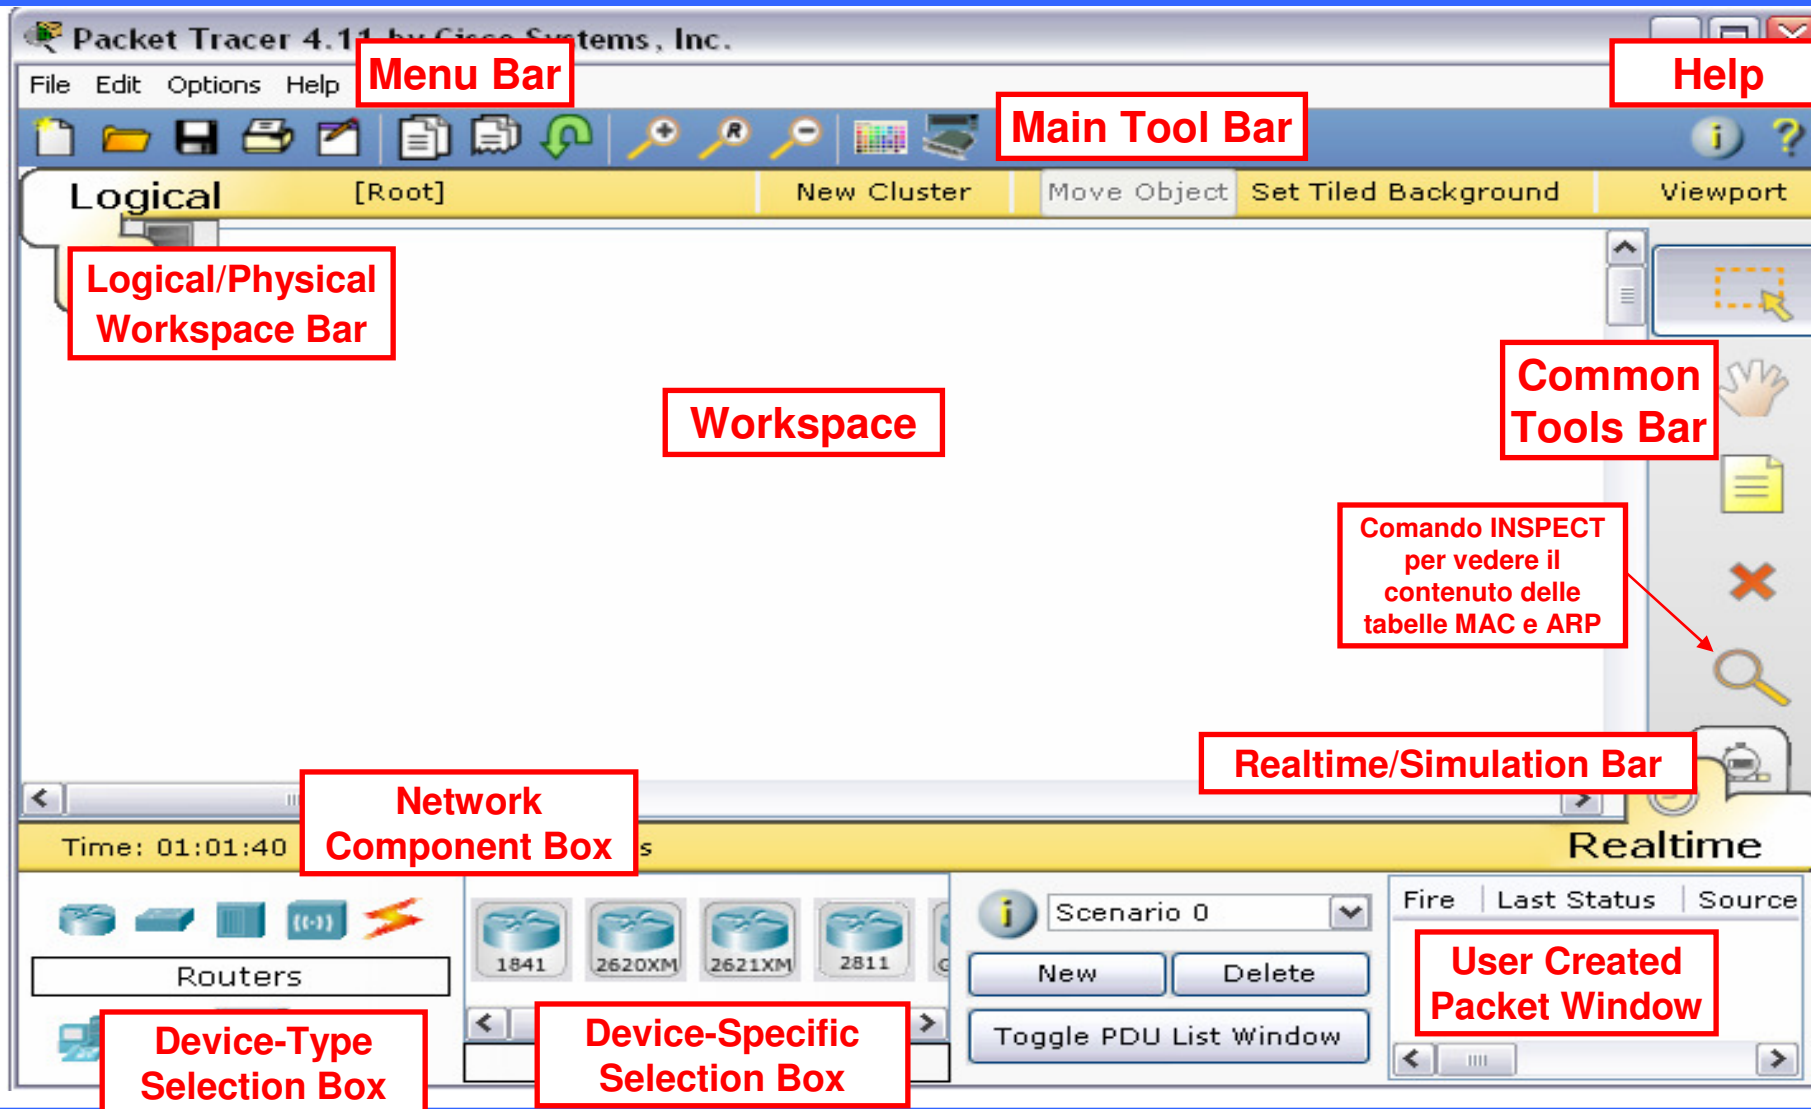 Packet Tracer 4.11 by Cisco Systems, Inc.
File Edit Options Help
Menu Bar
Help
Main Tool Bar
Logical
[Root]
New Cluster
Move Object
Set Tiled Background
Viewport
Logical/Physical
Workspace Bar
Workspace
Common
Tools Bar
Comando INSPECT
per vedere il
contenuto delle
tabelle MAC e ARP
Realtime/Simulation Bar
Network
Component Box
Time: 01:01:40
Realtime
Routers
1841
2620XM
2621XM
2811
Scenario 0
New
Delete
Toggle PDU List Window
Fire
Last Status
Source
User Created
Packet Window
Device-Type
Selection Box
Device-Specific
Selection Box